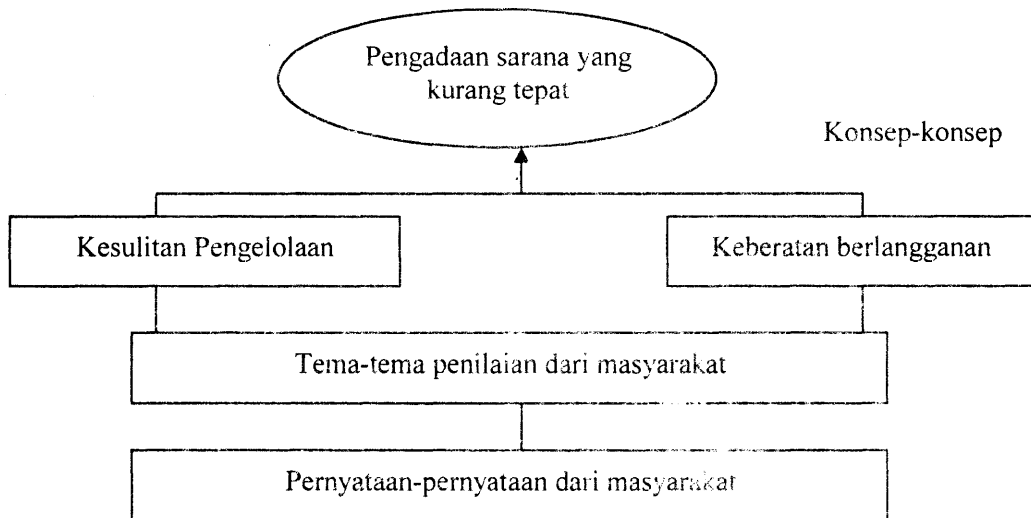 Pengadaan sarana yang
kurang tepat
Konsep-konsep
Kesulitan Pengelolaan
Keberatan berlangganan
Tema-tema penilaian dari masyarakat
Pernyataan-pernyataan dari masyarakat